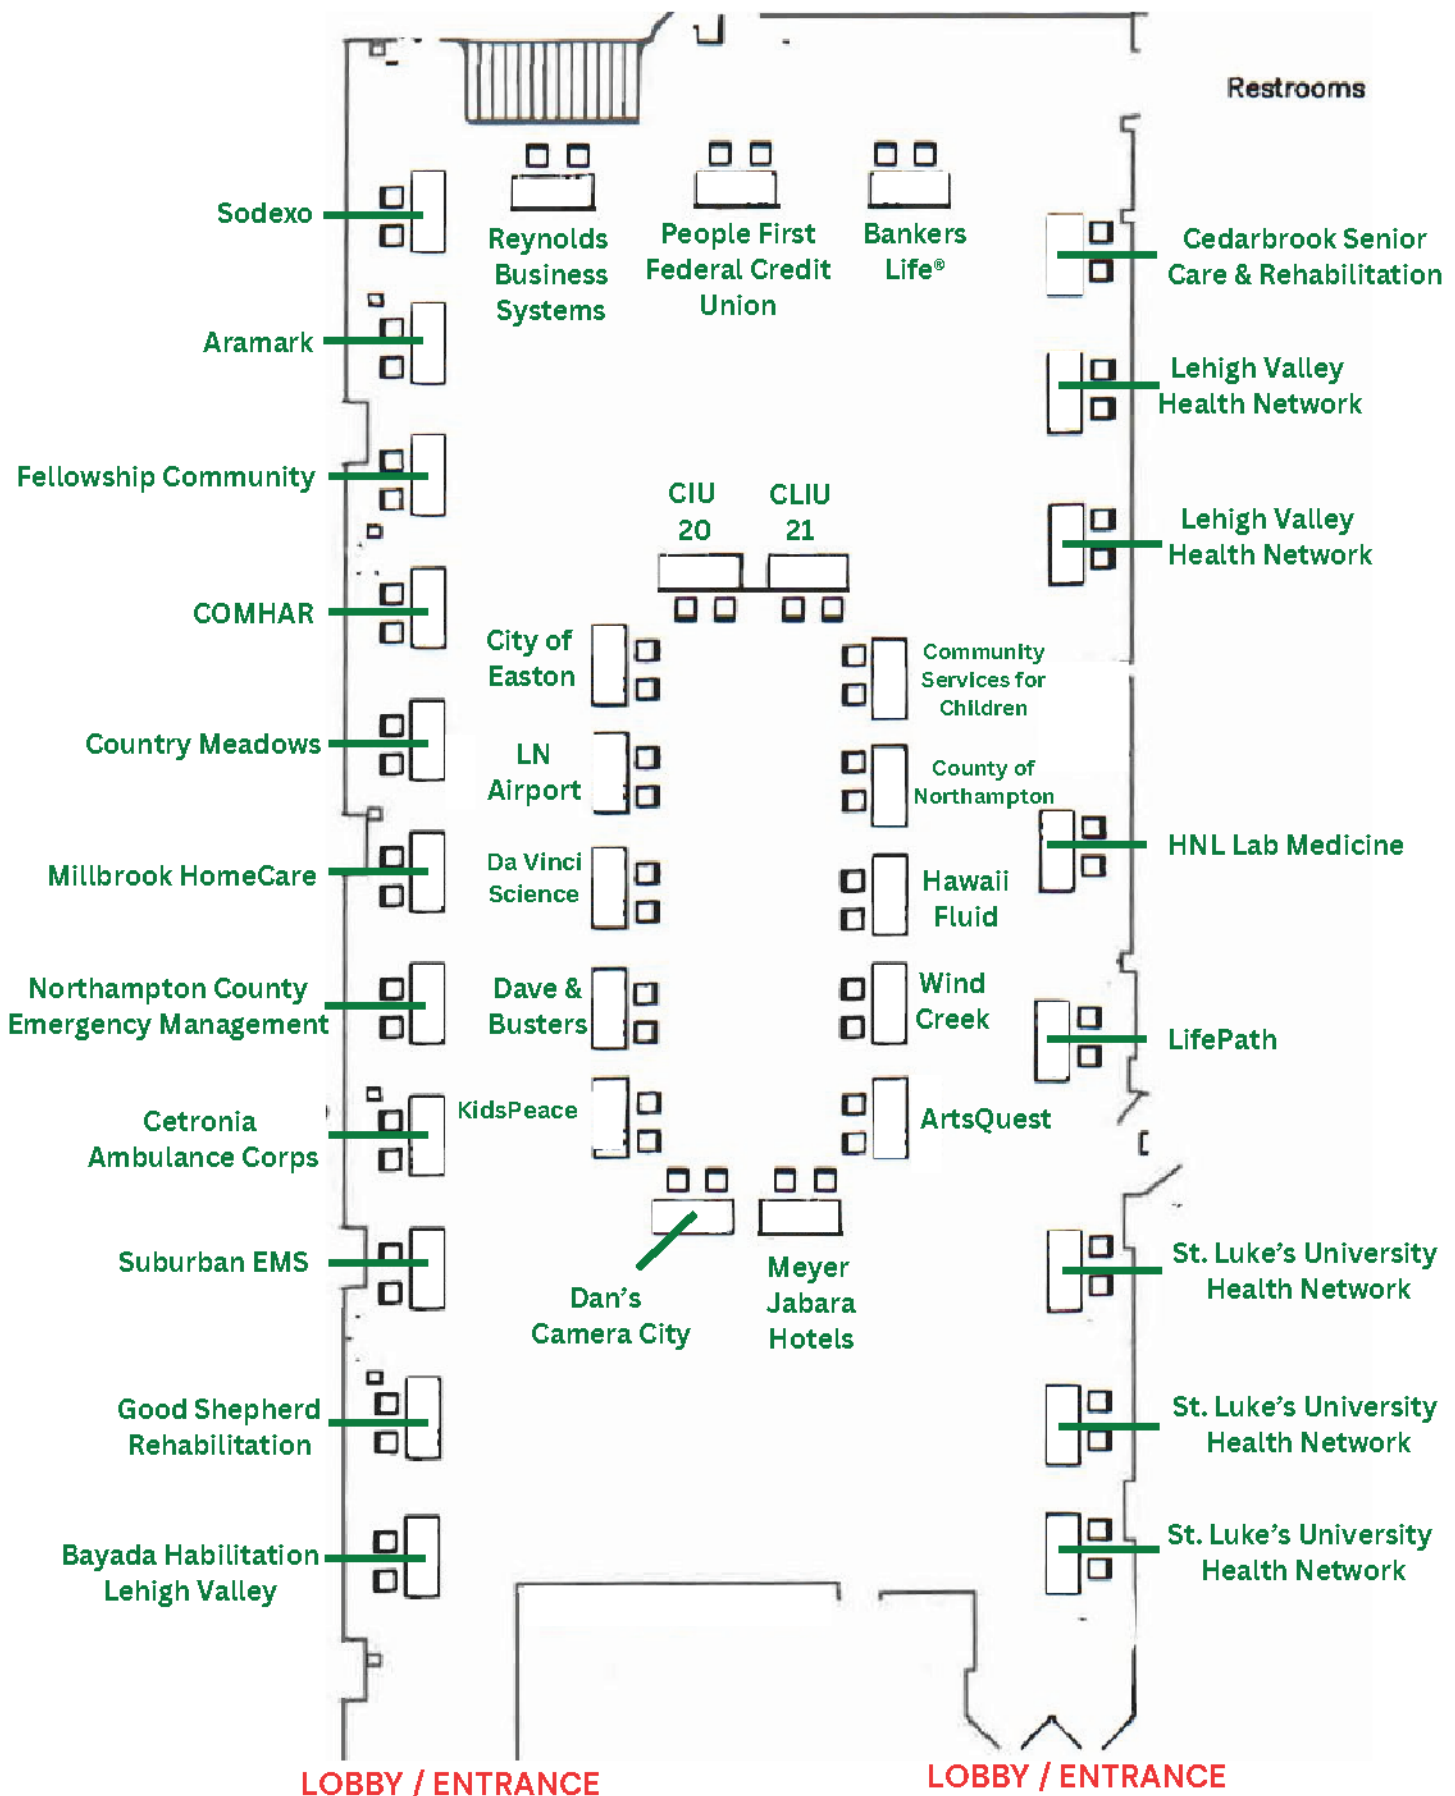 Restrooms
Sodexo
Reynolds
Business
Systems
People First
Federal Credit
Union
Bankers
Life®
Cedarbrook Senior
Care & Rehabilitation
Aramark
Lehigh Valley
Health Network
Fellowship Community
CIU
20
CLIU
21
Lehigh Valley
Health Network
COMHAR
City of
Easton
Community
Services for
Children
Country Meadows
LN
Airport
County of
Northampton
Millbrook HomeCare
Da Vinci
Science
Hawaii
Fluid
HNL Lab Medicine
Northampton County
Emergency Management
Dave &
Busters
Wind
Creek
LifePath
Cetronia
Ambulance Corps
KidsPeace
ArtsQuest
Suburban EMS
Dan's
Camera City
Meyer
Jabara
Hotels
St. Luke's University
Health Network
Good Shepherd
Rehabilitation
St. Luke's University
Health Network
Bayada Habilitation
Lehigh Valley
St. Luke's University
Health Network
LOBBY / ENTRANCE
LOBBY / ENTRANCE